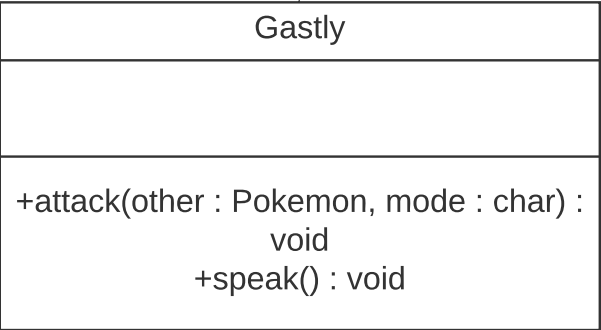 Gastly
+attack(other : Pokemon, mode : char) :
void
+speak() : void